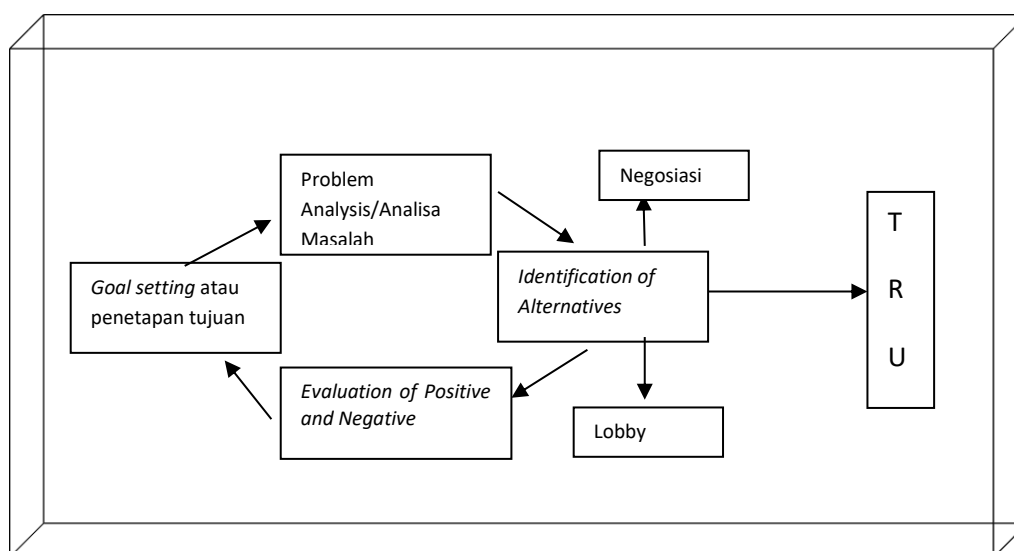 Problem
Analysis/Analisa
Masalah
Negosiasi
Goal setting atau
penetapan tujuan
Identification of
Alternatives
Evaluation of Positive
and Negative
Lobby
T
R
U